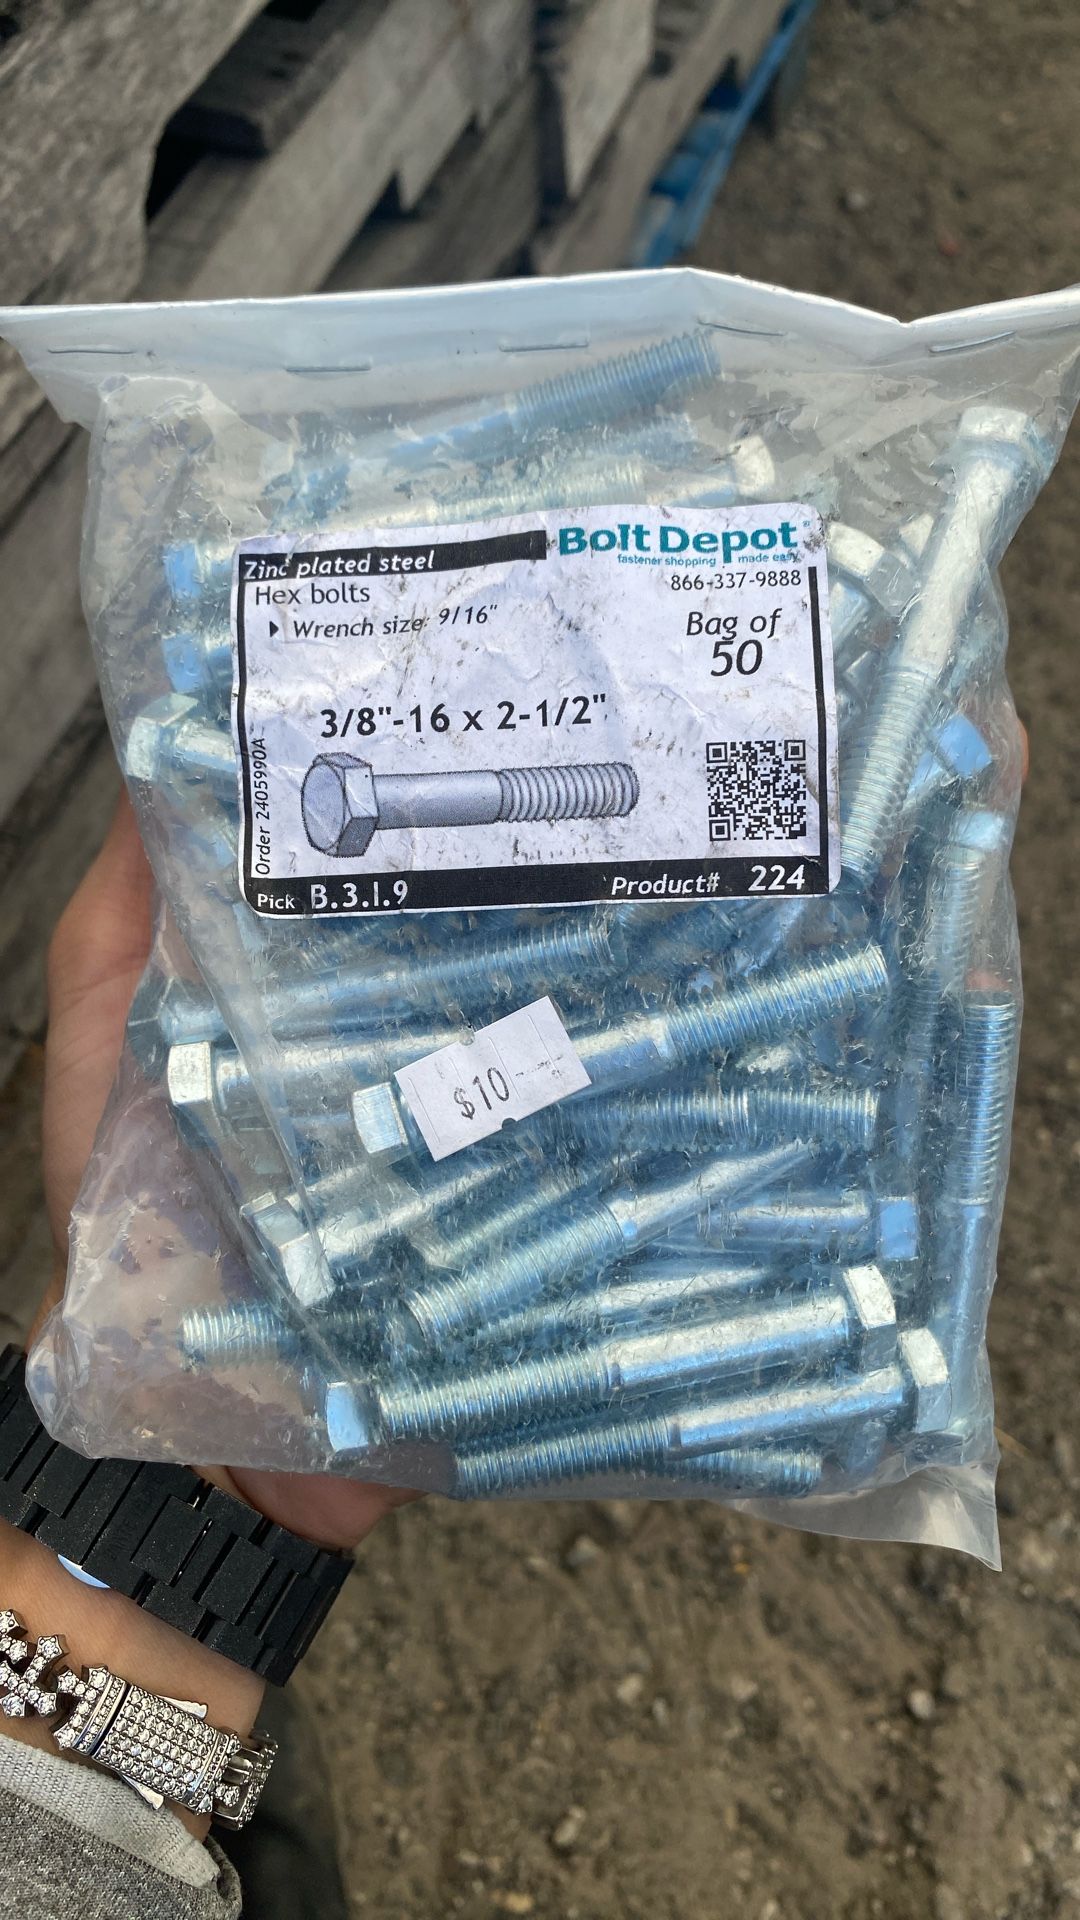 Zinc plated steel
Bolt Depot®
fastener shopping made easy
866-337-9888
Hex bolts
Wrench size: 9/16"
Bag of
50
3/8"-16 x 2-1/2"
Order 2405990A
Pick B.3.I.9
Product# 224
$10